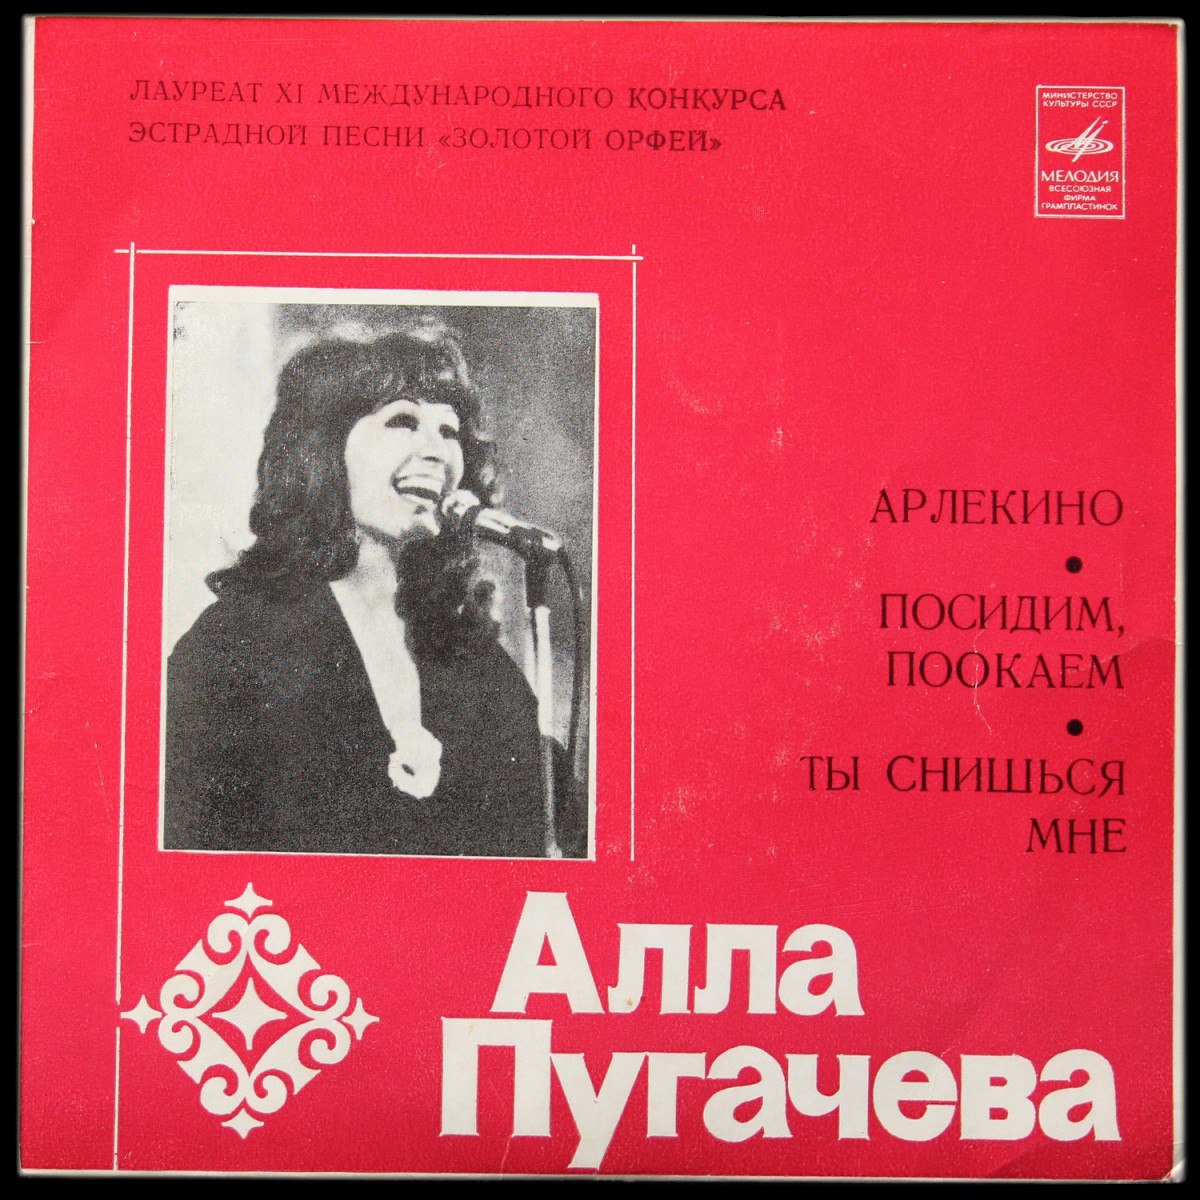 ЛАУРЕАТ XI МЕЖДУНАРОДНОГО КОНКУРСА
ЭСТРАДНОЙ ПЕСНИ «ЗОЛОТОЙ ОРФЕЙ»
МИНИСТЕРСТВО
КУЛЬТУРЫ СССР
МЕЛОДИЯ
ВСЕСОЮЗНАЯ
ФИРМА
ГРАМПЛАСТИНОК
АРЛЕКИНО
•
ПОСИДИМ,
ПООКАЕМ
•
ТЫ СНИШЬСЯ
МНЕ
Алла
Пугачева